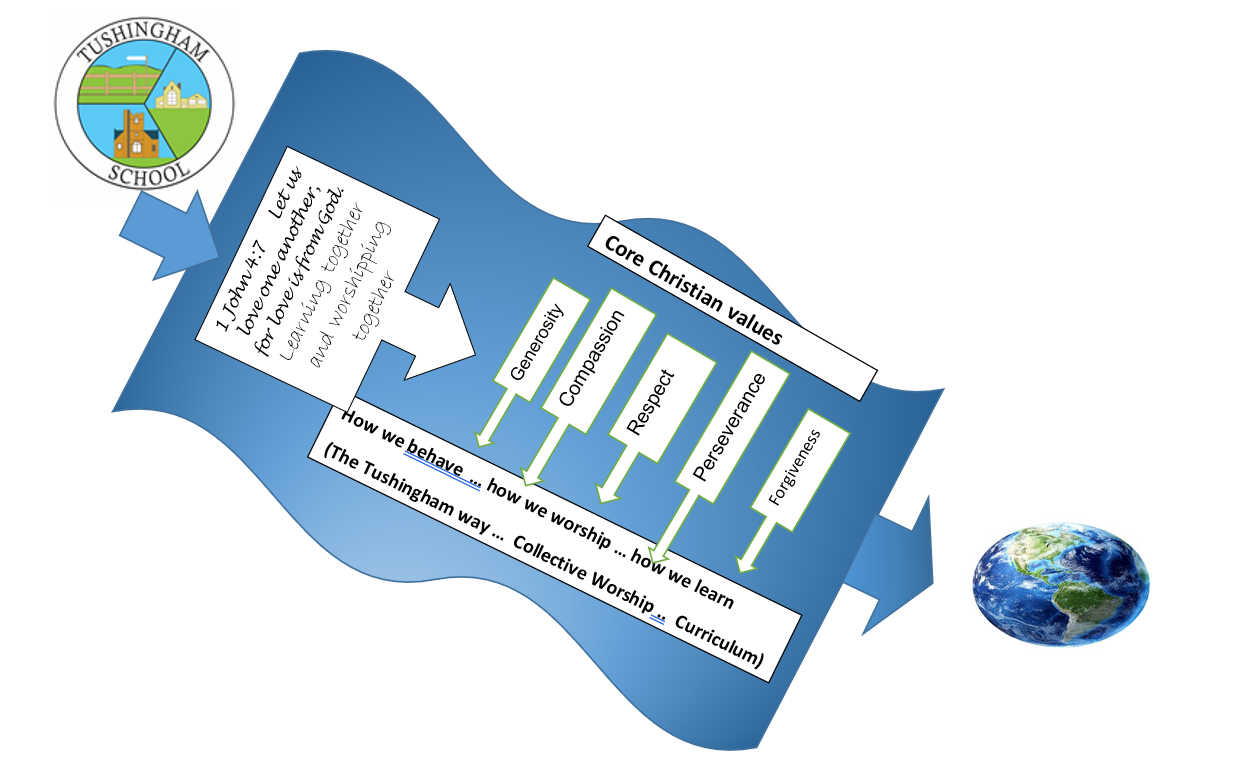 TUSHINGHAM
SCHOOL
1 John 4:7 Let us
love one another,
for love is from God.
Learning together
and worshipping
together
Core Christian values
Generosity
Compassion
Respect
Perseverance
Forgiveness
How we behave ... how we worship ... how we learn
(The Tushingham way ... Collective Worship .. Curriculum)